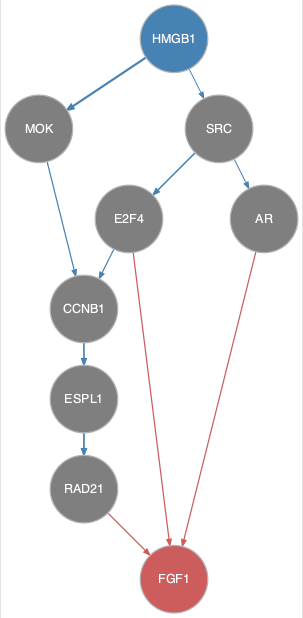 HMGB1
MOK
SRC
E2F4
AR
CCNB1
ESPL1
RAD21
FGF1